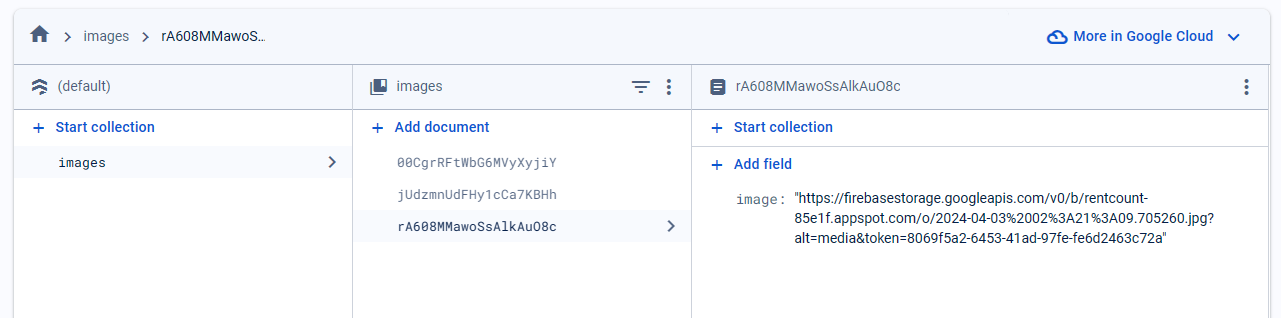 images
rA608MMawoS…
More in Google Cloud
(default)
images
rA608MMawoSsAlkAuO8c
Start collection
Add document
Start collection
images
00CgrRFtWbG6MVyXyjiY
jUdzmnUdFHy1cCa7KBHh
rA608MMawoSsAlkAuO8c
Add field
image: "https://firebasestorage.googleapis.com/v0/b/rentcount-
85e1f.appspot.com/o/2024-04-03%2002%3A21%3A09.705260.jpg?
alt=media&token=8069f5a2-6453-41ad-97fe-fe6d2463c72a"